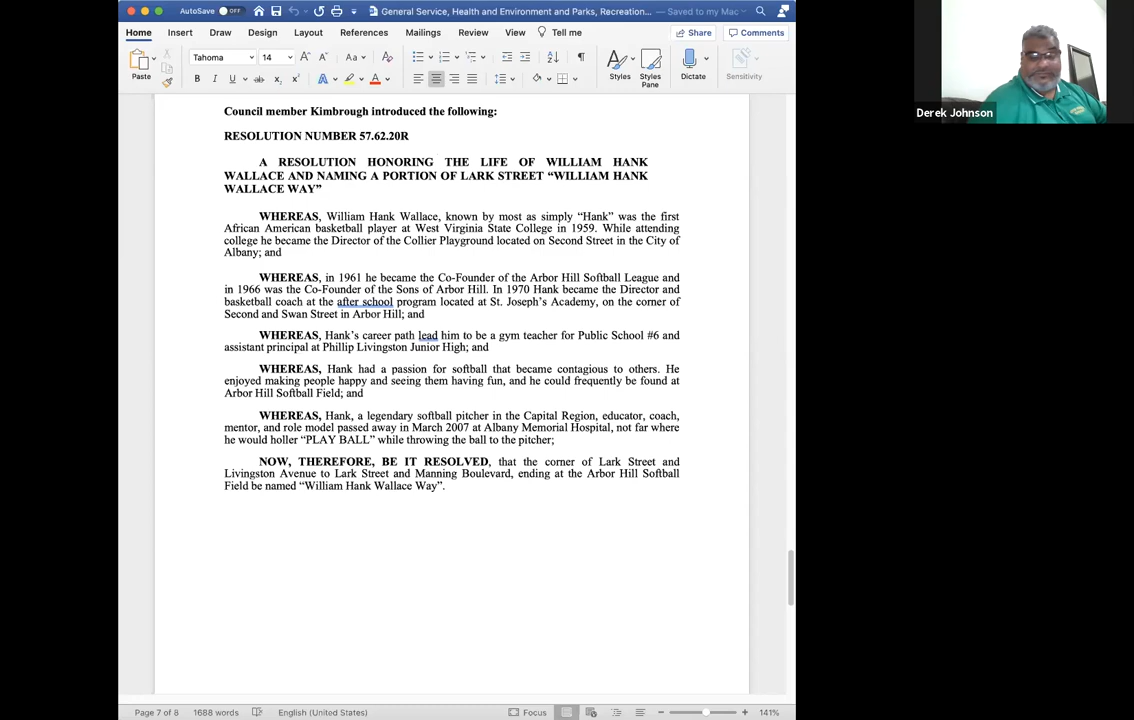 AutoSave OFF General Service, Health and Environment and Parks, Recreation... — Saved to my Mac
Home Insert Draw Design Layout References Mailings Review View Tell me Share Comments
Tahoma 14 Aa
Paste Styles Styles Pane Dictate Sensitivity
Derek Johnson
Council member Kimbrough introduced the following:
RESOLUTION NUMBER 57.62.20R
A RESOLUTION HONORING THE LIFE OF WILLIAM HANK
WALLACE AND NAMING A PORTION OF LARK STREET “WILLIAM HANK
WALLACE WAY”
WHEREAS, William Hank Wallace, known by most as simply “Hank” was the first
African American basketball player at West Virginia State College in 1959. While attending
college he became the Director of the Collier Playground located on Second Street in the City of
Albany; and
WHEREAS, in 1961 he became the Co-Founder of the Arbor Hill Softball League and
in 1966 was the Co-Founder of the Sons of Arbor Hill. In 1970 Hank became the Director and
basketball coach at the after school program located at St. Joseph’s Academy, on the corner of
Second and Swan Street in Arbor Hill; and
WHEREAS, Hank’s career path lead him to be a gym teacher for Public School #6 and
assistant principal at Phillip Livingston Junior High; and
WHEREAS, Hank had a passion for softball that became contagious to others. He
enjoyed making people happy and seeing them having fun, and he could frequently be found at
Arbor Hill Softball Field; and
WHEREAS, Hank, a legendary softball pitcher in the Capital Region, educator, coach,
mentor, and role model passed away in March 2007 at Albany Memorial Hospital, not far where
he would holler “PLAY BALL” while throwing the ball to the pitcher;
NOW, THEREFORE, BE IT RESOLVED, that the corner of Lark Street and
Livingston Avenue to Lark Street and Manning Boulevard, ending at the Arbor Hill Softball
Field be named “William Hank Wallace Way”.
Page 7 of 8 1688 words English (United States) Focus 141%